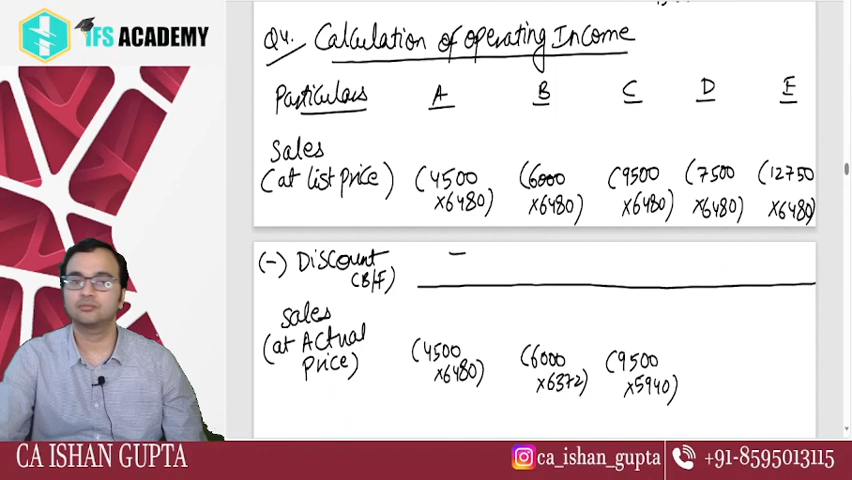 IFS ACADEMY
Q4. Calculation of Operating Income
Particulars A B C D E
Sales
(at list price) (4500 (6000 (9500 (7500 (12750
x6480) x6480) x6480) x6480) x6480)
(-) Discount –
(B/F)
Sales
(at Actual (4500 (6000 (9500
Price) x6480) x6372) x5940)
CA ISHAN GUPTA ca_ishan_gupta +91-8595013115